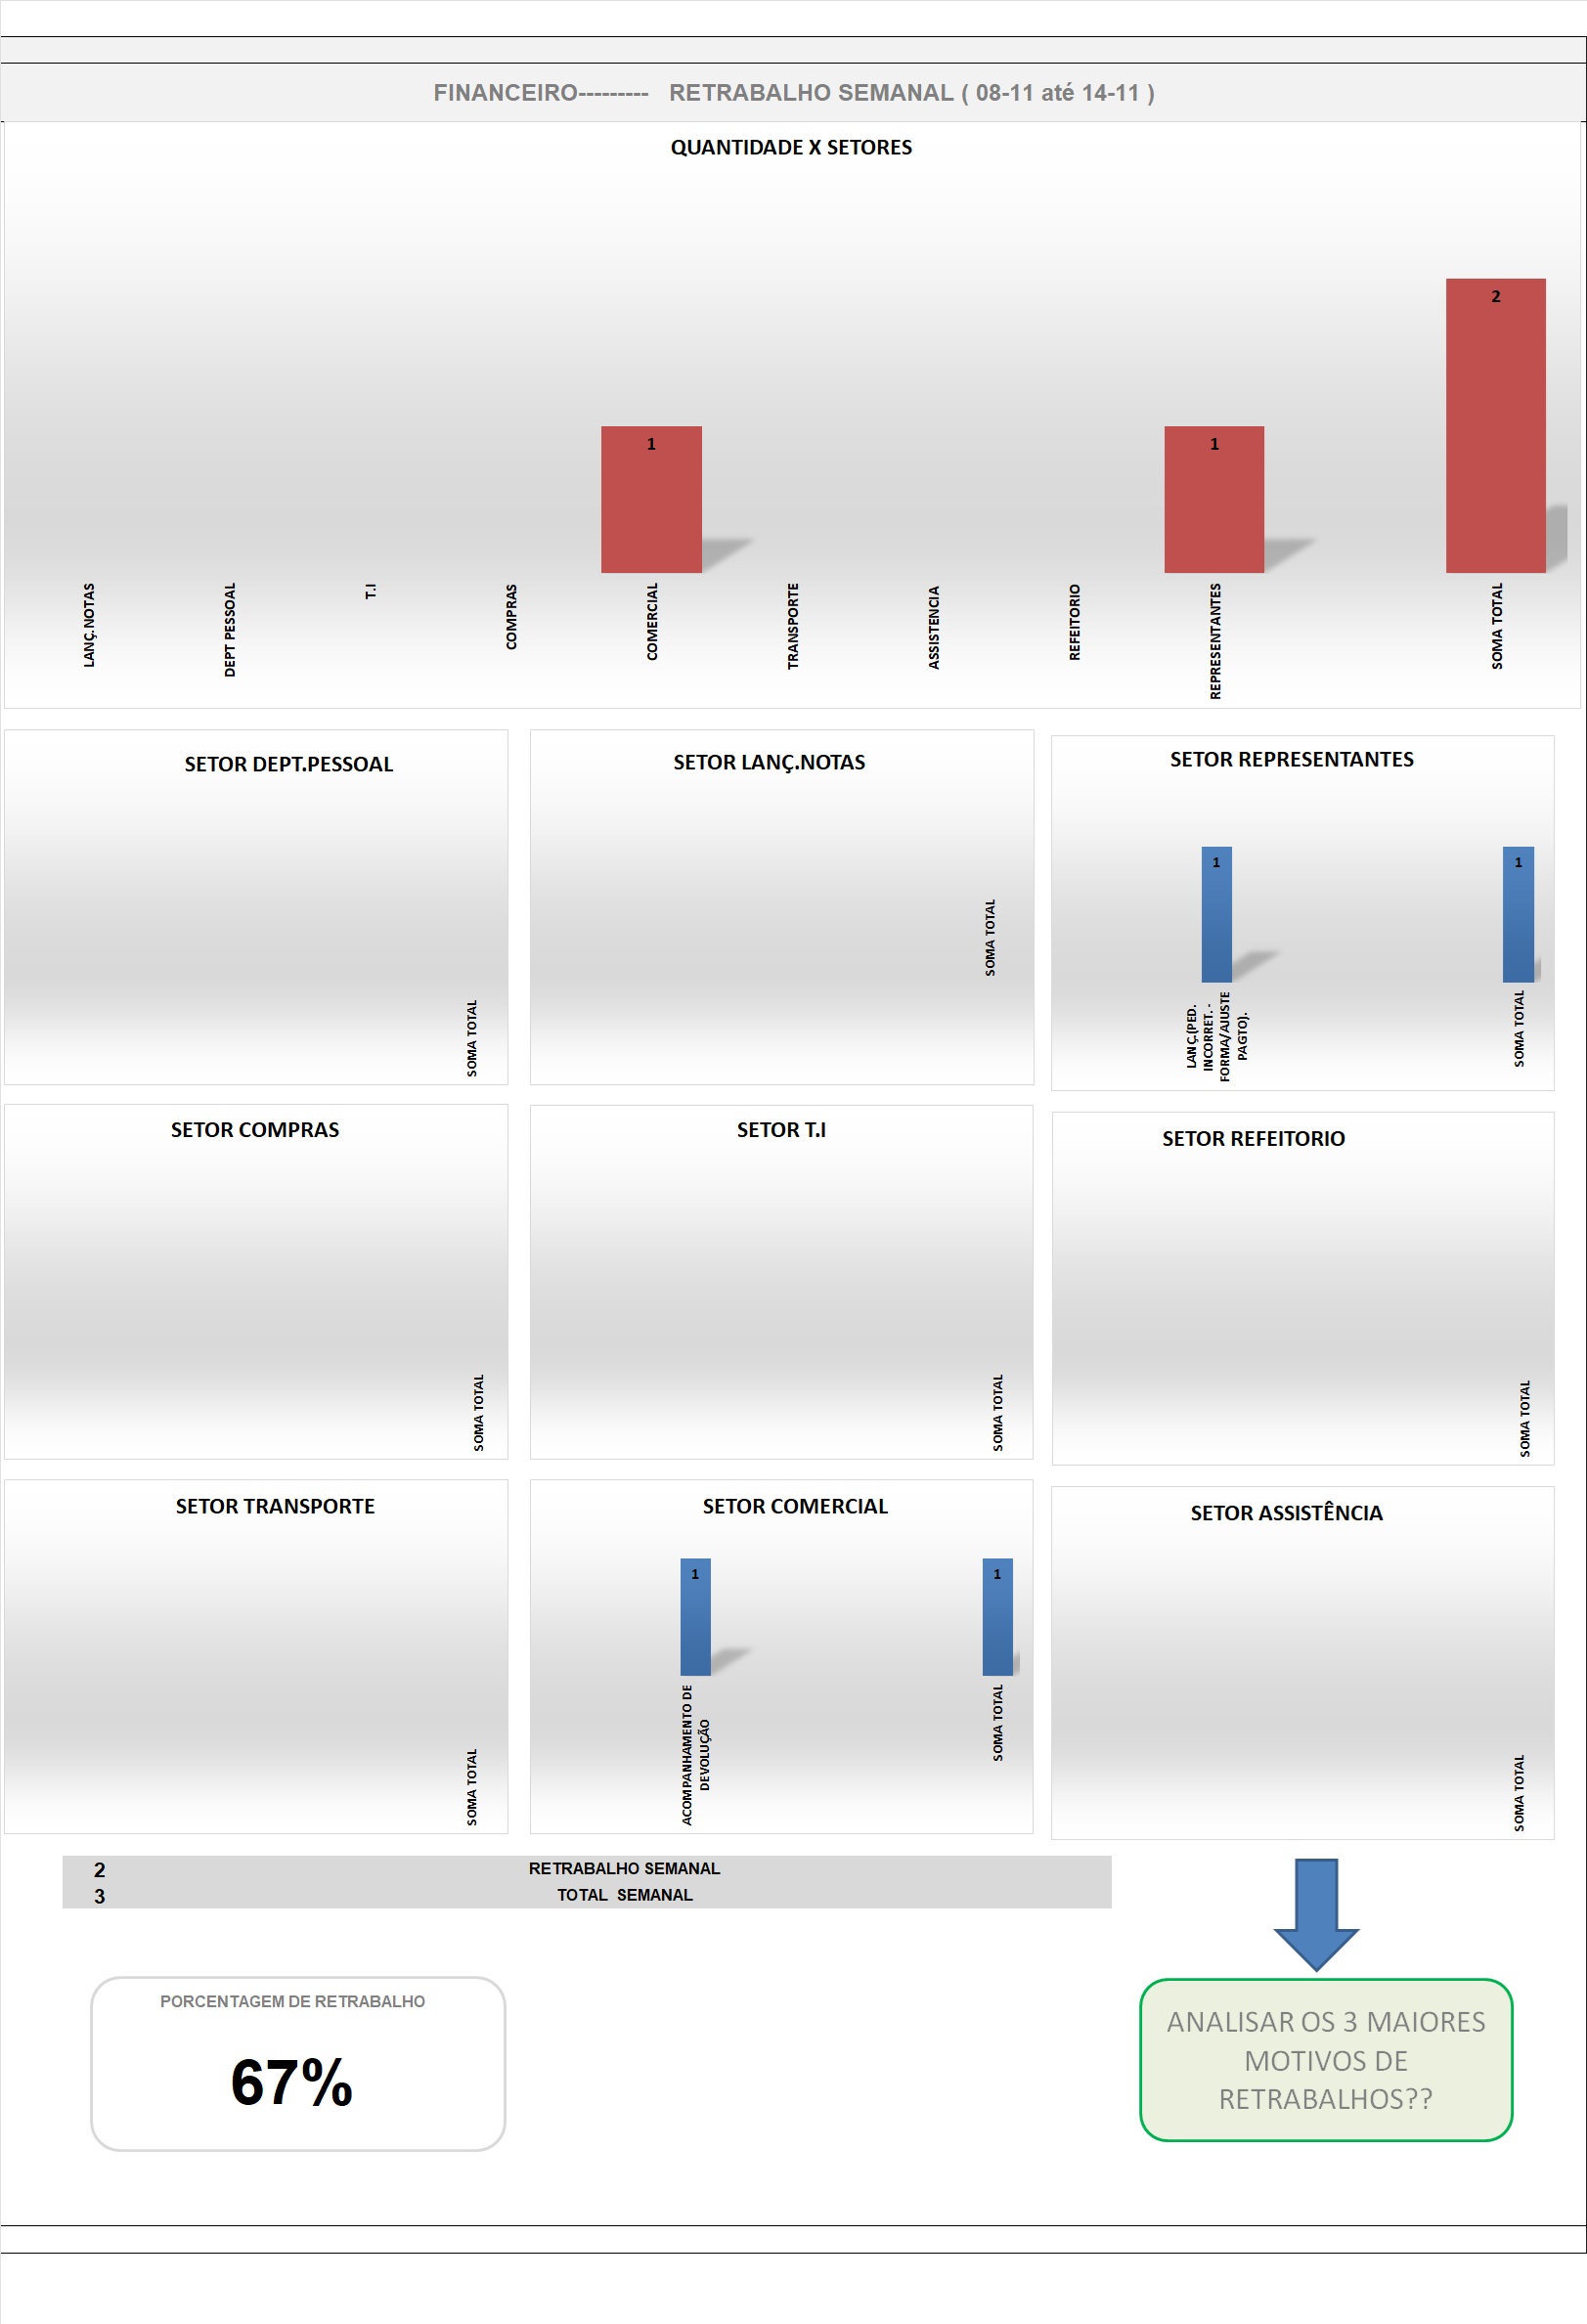 FINANCEIRO--------- RETRABALHO SEMANAL ( 08-11 até 14-11 )
QUANTIDADE X SETORES
2
1
1
LANÇ.NOTAS
DEPT PESSOAL
T.I
COMPRAS
COMERCIAL
TRANSPORTE
ASSISTENCIA
REFEITORIO
REPRESENTANTES
SOMA TOTAL
SETOR DEPT.PESSOAL
SOMA TOTAL
SETOR LANÇ.NOTAS
SOMA TOTAL
SETOR REPRESENTANTES
1
1
LANÇ.(PED.
INCORRET. -
FORMA/AJUSTE
PAGTO).
SOMA TOTAL
SETOR COMPRAS
SOMA TOTAL
SETOR T.I
SOMA TOTAL
SETOR REFEITORIO
SOMA TOTAL
SETOR TRANSPORTE
SOMA TOTAL
SETOR COMERCIAL
1
1
ACOMPANHAMENTO DE
DEVOLUÇÃO
SOMA TOTAL
SETOR ASSISTÊNCIA
SOMA TOTAL
2 RETRABALHO SEMANAL
3 TOTAL SEMANAL
PORCENTAGEM DE RETRABALHO
67%
ANALISAR OS 3 MAIORES
MOTIVOS DE
RETRABALHOS??